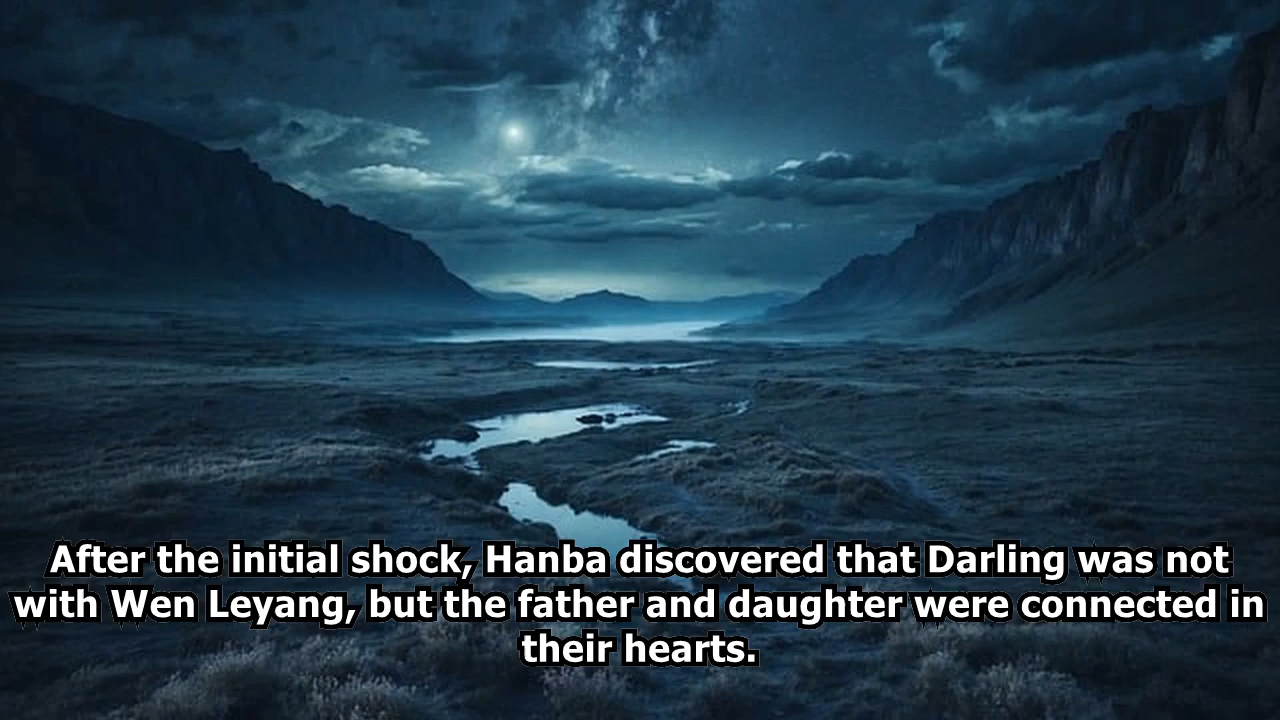 After the initial shock, Hanba discovered that Darling was not
with Wen Leyang, but the father and daughter were connected in
their hearts.